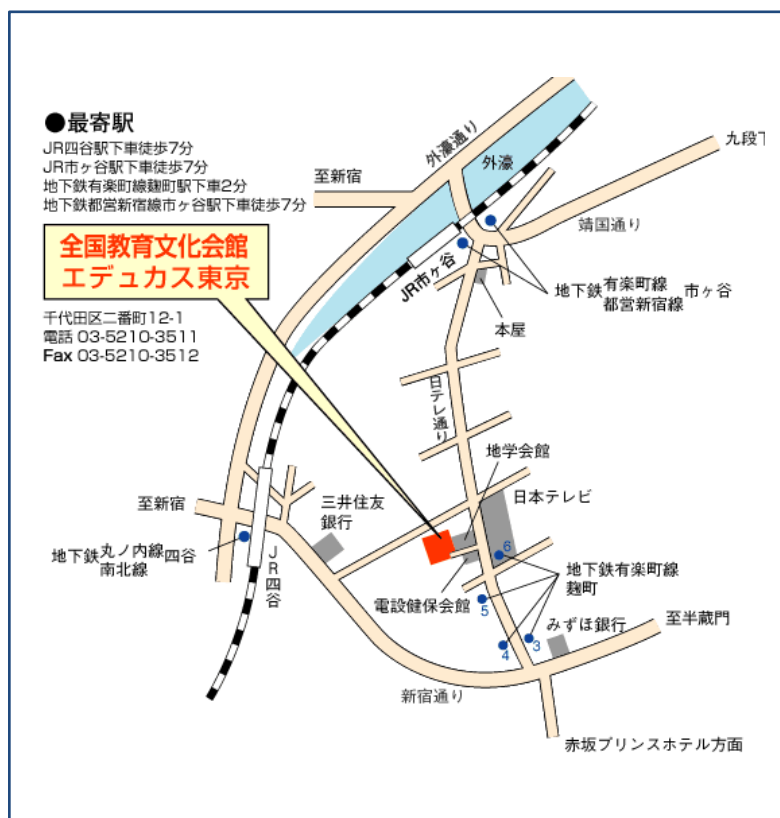 ●最寄駅
JR四谷駅下車徒歩7分
JR市ヶ谷駅下車徒歩7分
地下鉄有楽町線麹町駅下車2分
地下鉄都営新宿線市ヶ谷駅下車徒歩7分
全国教育文化会館
エデュカス東京
千代田区二番町12-1
電話 03-5210-3511
Fax 03-5210-3512
外濠通り
外濠
九段下
至新宿
靖国通り
JR市ヶ谷
地下鉄有楽町線
都営新宿線
市ヶ谷
本屋
日テレ通り
地学会館
日本テレビ
三井住友
銀行
至新宿
地下鉄丸ノ内線
南北線
四谷
JR四谷
電設健保会館
6
5
4
3
地下鉄有楽町線
麹町
みずほ銀行
至半蔵門
新宿通り
赤坂プリンスホテル方面